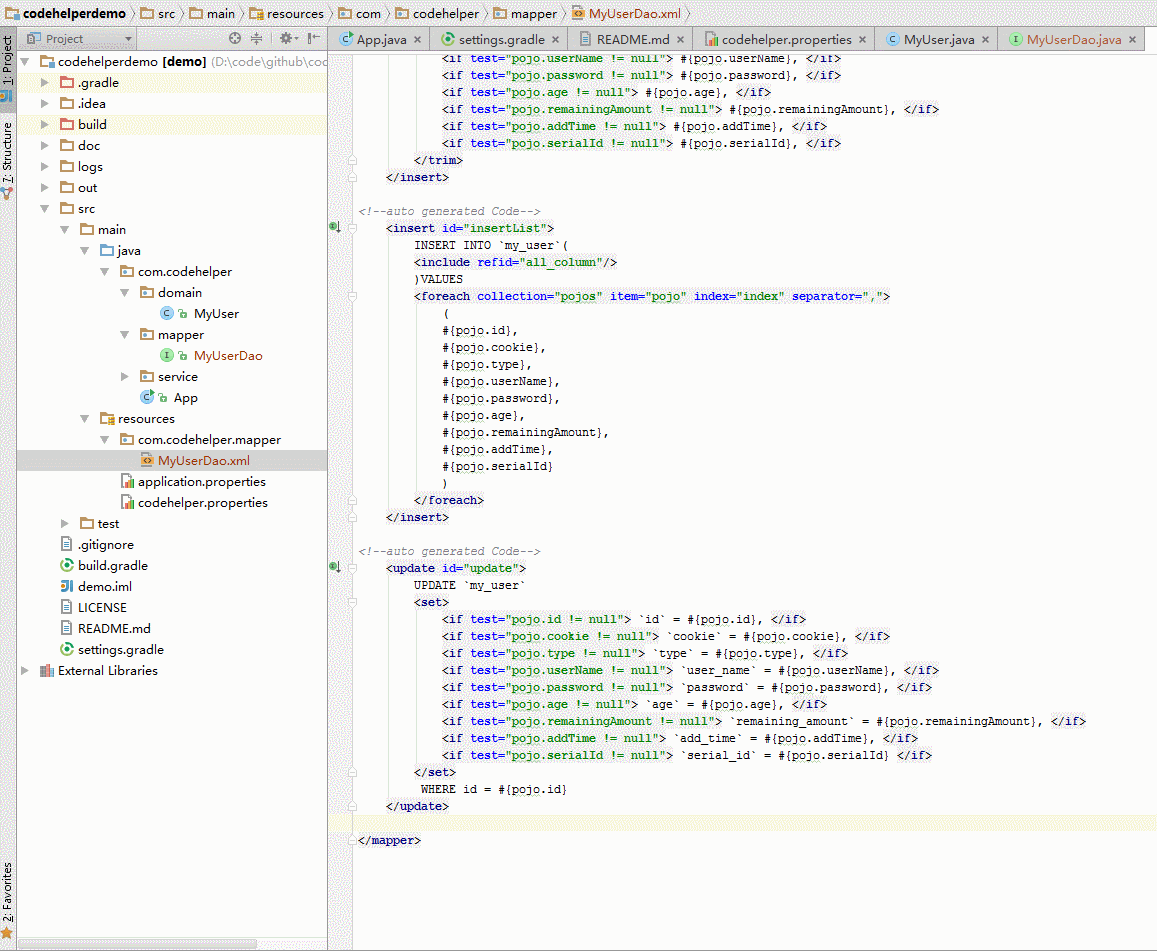 codehelperdemo src main resources com codehelper mapper MyUserDao.xml
Project
App.java settings.gradle README.md codehelper.properties MyUser.java MyUserDao.java
1: Project
7: Structure
2: Favorites
codehelperdemo [demo] (D:\code\github\coc
.gradle
.idea
build
doc
logs
out
src
main
java
com.codehelper
domain
MyUser
mapper
MyUserDao
service
App
resources
com.codehelper.mapper
MyUserDao.xml
application.properties
codehelper.properties
test
.gitignore
build.gradle
demo.iml
LICENSE
README.md
settings.gradle
External Libraries
<if test="pojo.userName != null"> #{pojo.userName}, </if>
<if test="pojo.password != null"> #{pojo.password}, </if>
<if test="pojo.age != null"> #{pojo.age}, </if>
<if test="pojo.remainingAmount != null"> #{pojo.remainingAmount}, </if>
<if test="pojo.addTime != null"> #{pojo.addTime}, </if>
<if test="pojo.serialId != null"> #{pojo.serialId}, </if>
</trim>
</insert>
<!--auto generated Code-->
<insert id="insertList">
INSERT INTO `my_user`(
<include refid="all_column"/>
)VALUES
<foreach collection="pojos" item="pojo" index="index" separator=",">
(
#{pojo.id},
#{pojo.cookie},
#{pojo.type},
#{pojo.userName},
#{pojo.password},
#{pojo.age},
#{pojo.remainingAmount},
#{pojo.addTime},
#{pojo.serialId}
)
</foreach>
</insert>
<!--auto generated Code-->
<update id="update">
UPDATE `my_user`
<set>
<if test="pojo.id != null"> `id` = #{pojo.id}, </if>
<if test="pojo.cookie != null"> `cookie` = #{pojo.cookie}, </if>
<if test="pojo.type != null"> `type` = #{pojo.type}, </if>
<if test="pojo.userName != null"> `user_name` = #{pojo.userName}, </if>
<if test="pojo.password != null"> `password` = #{pojo.password}, </if>
<if test="pojo.age != null"> `age` = #{pojo.age}, </if>
<if test="pojo.remainingAmount != null"> `remaining_amount` = #{pojo.remainingAmount}, </if>
<if test="pojo.addTime != null"> `add_time` = #{pojo.addTime}, </if>
<if test="pojo.serialId != null"> `serial_id` = #{pojo.serialId} </if>
</set>
WHERE id = #{pojo.id}
</update>
</mapper>